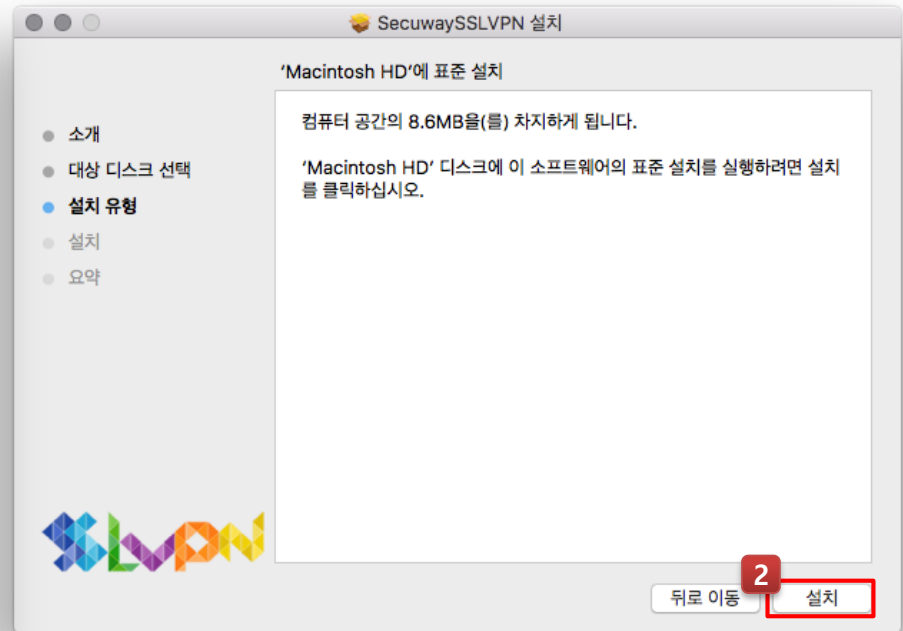 SecuwaySSLVPN 설치
'Macintosh HD'에 표준 설치
소개
대상 디스크 선택
설치 유형
설치
요약
컴퓨터 공간의 8.6MB을(를) 차지하게 됩니다.
'Macintosh HD' 디스크에 이 소프트웨어의 표준 설치를 실행하려면 설치
를 클릭하십시오.
SSLVPN
2
뒤로 이동
설치